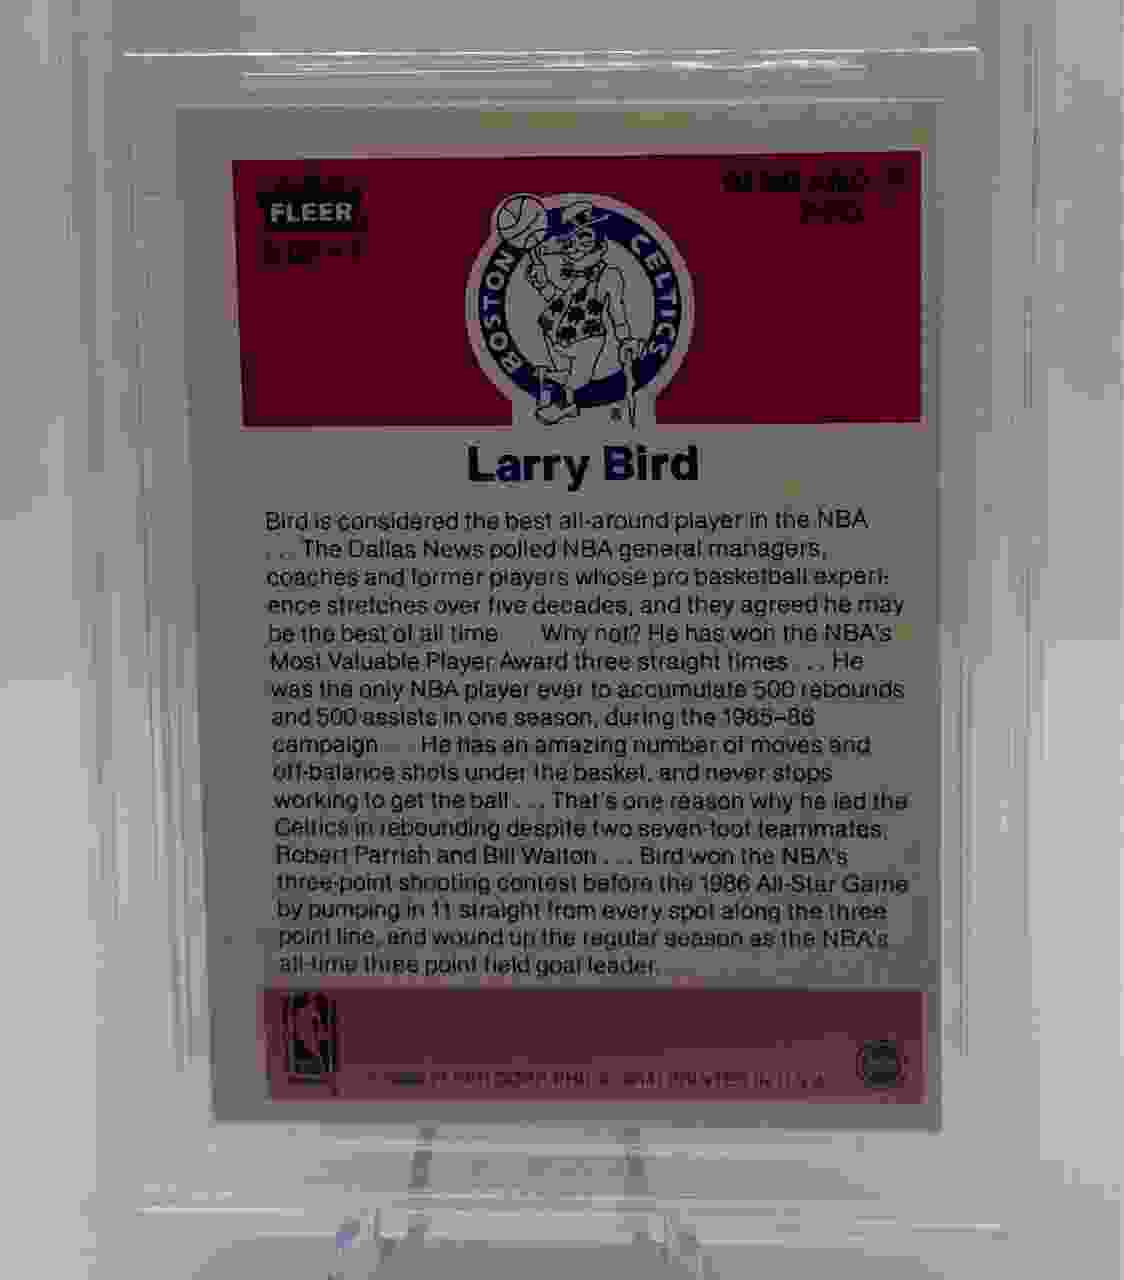 FLEER
BOSTON CELTICS
®
Larry Bird
Bird is considered the best all-around player in the NBA
... The Dallas News polled NBA general managers,
coaches and former players whose pro basketball experi-
ence stretches over five decades, and they agreed he may
be the best of all time ... Why not? He has won the NBA's
Most Valuable Player Award three straight times ... He
was the only NBA player ever to accumulate 500 rebounds
and 500 assists in one season, during the 1985-86
campaign ... He has an amazing number of moves and
off-balance shots under the basket, and never stops
working to get the ball ... That's one reason why he led the
Celtics in rebounding despite two seven-foot teammates,
Robert Parrish and Bill Walton ... Bird won the NBA's
three-point shooting contest before the 1986 All-Star Game
by pumping in 11 straight from every spot along the three
point line, and wound up the regular season as the NBA's
all-time three point field goal leader.
PRINTED IN U.S.A.